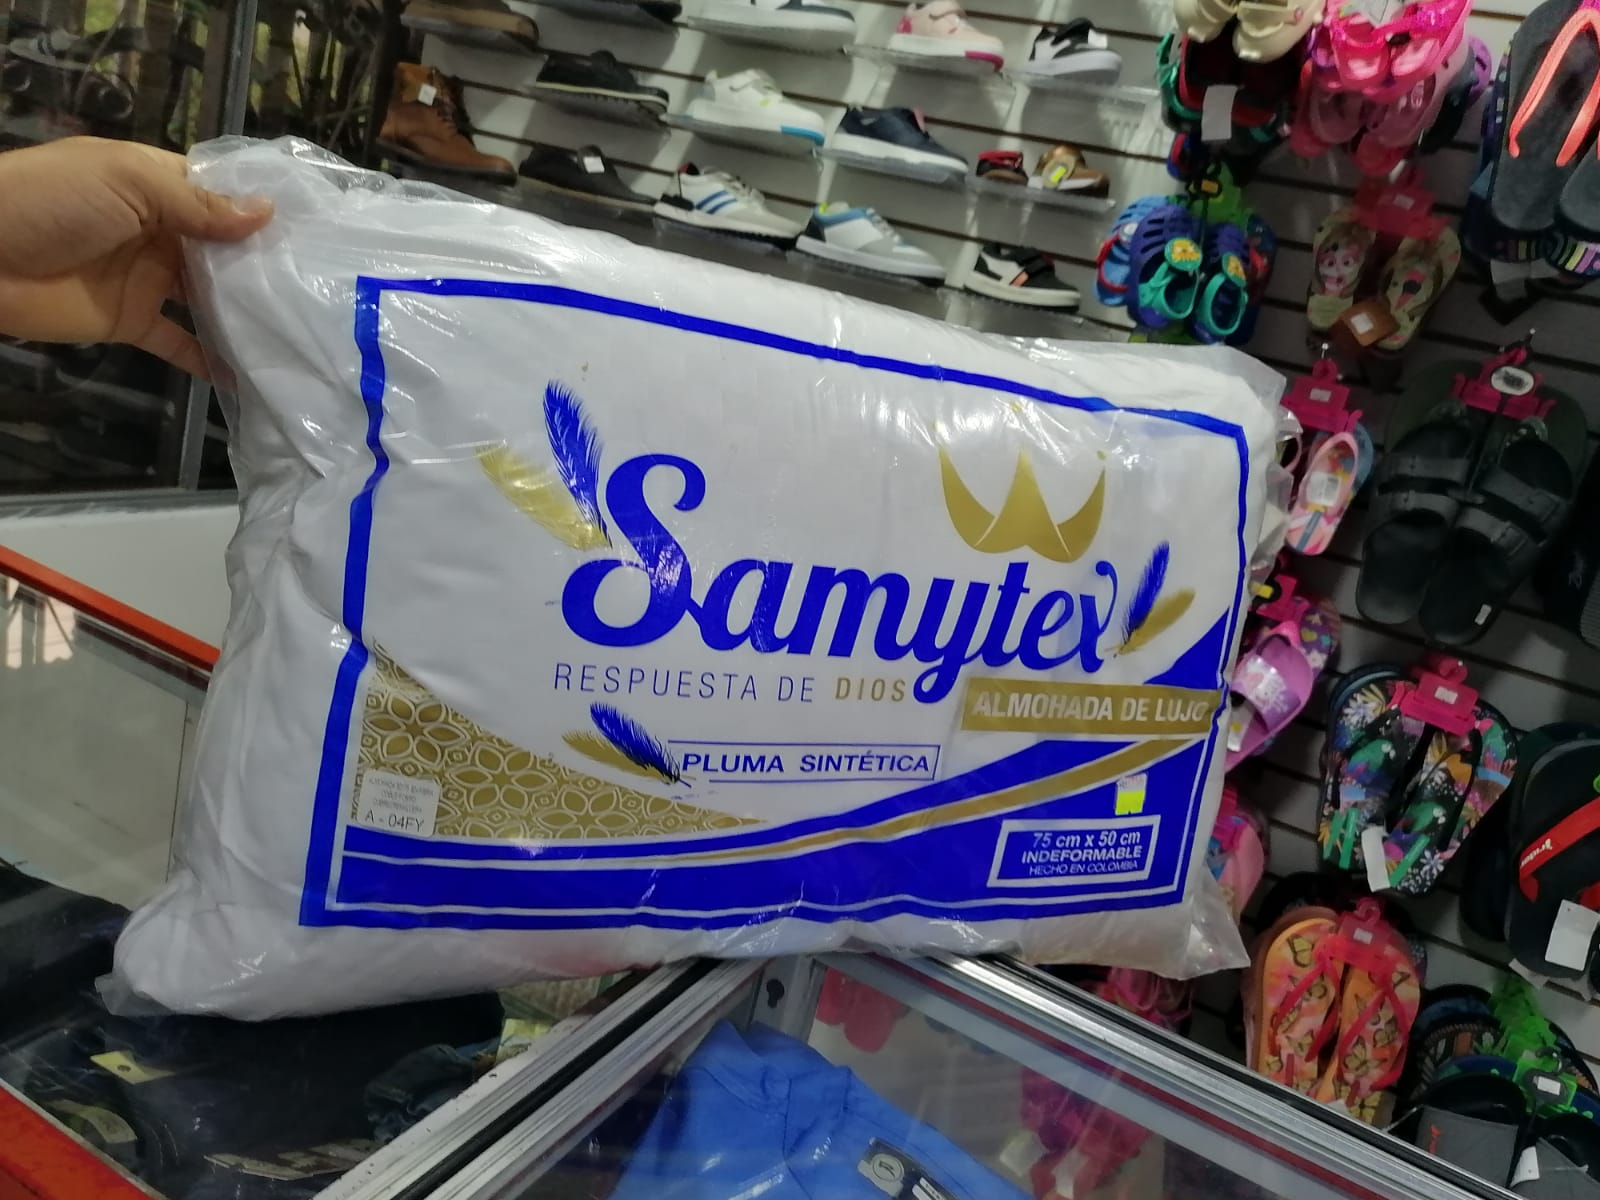 Samytex
RESPUESTA DE DIOS
ALMOHADA DE LUJO
PLUMA SINTÉTICA
A - 04FY
75 cm x 50 cm
INDEFORMABLE
HECHO EN COLOMBIA